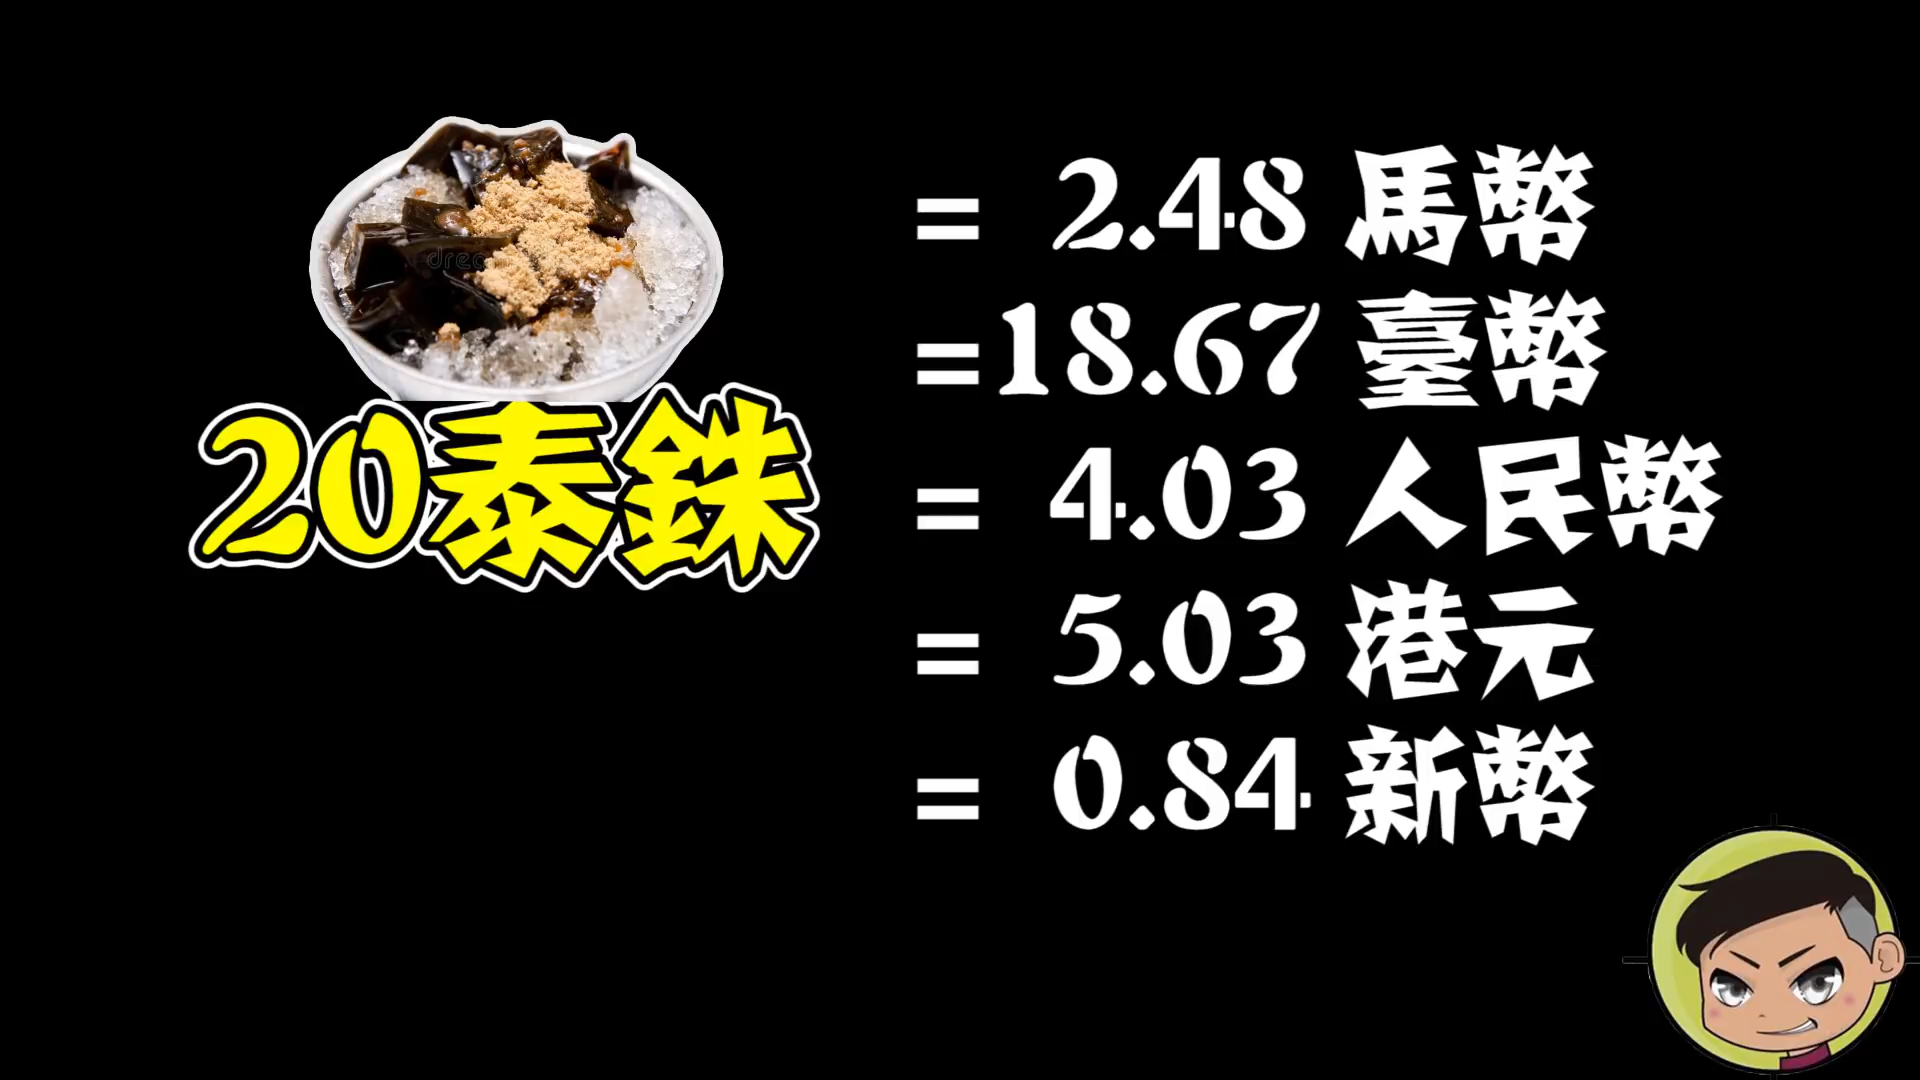 20泰銖
= 2.48 馬幣
=18.67 臺幣
= 4.03 人民幣
= 5.03 港元
= 0.84 新幣